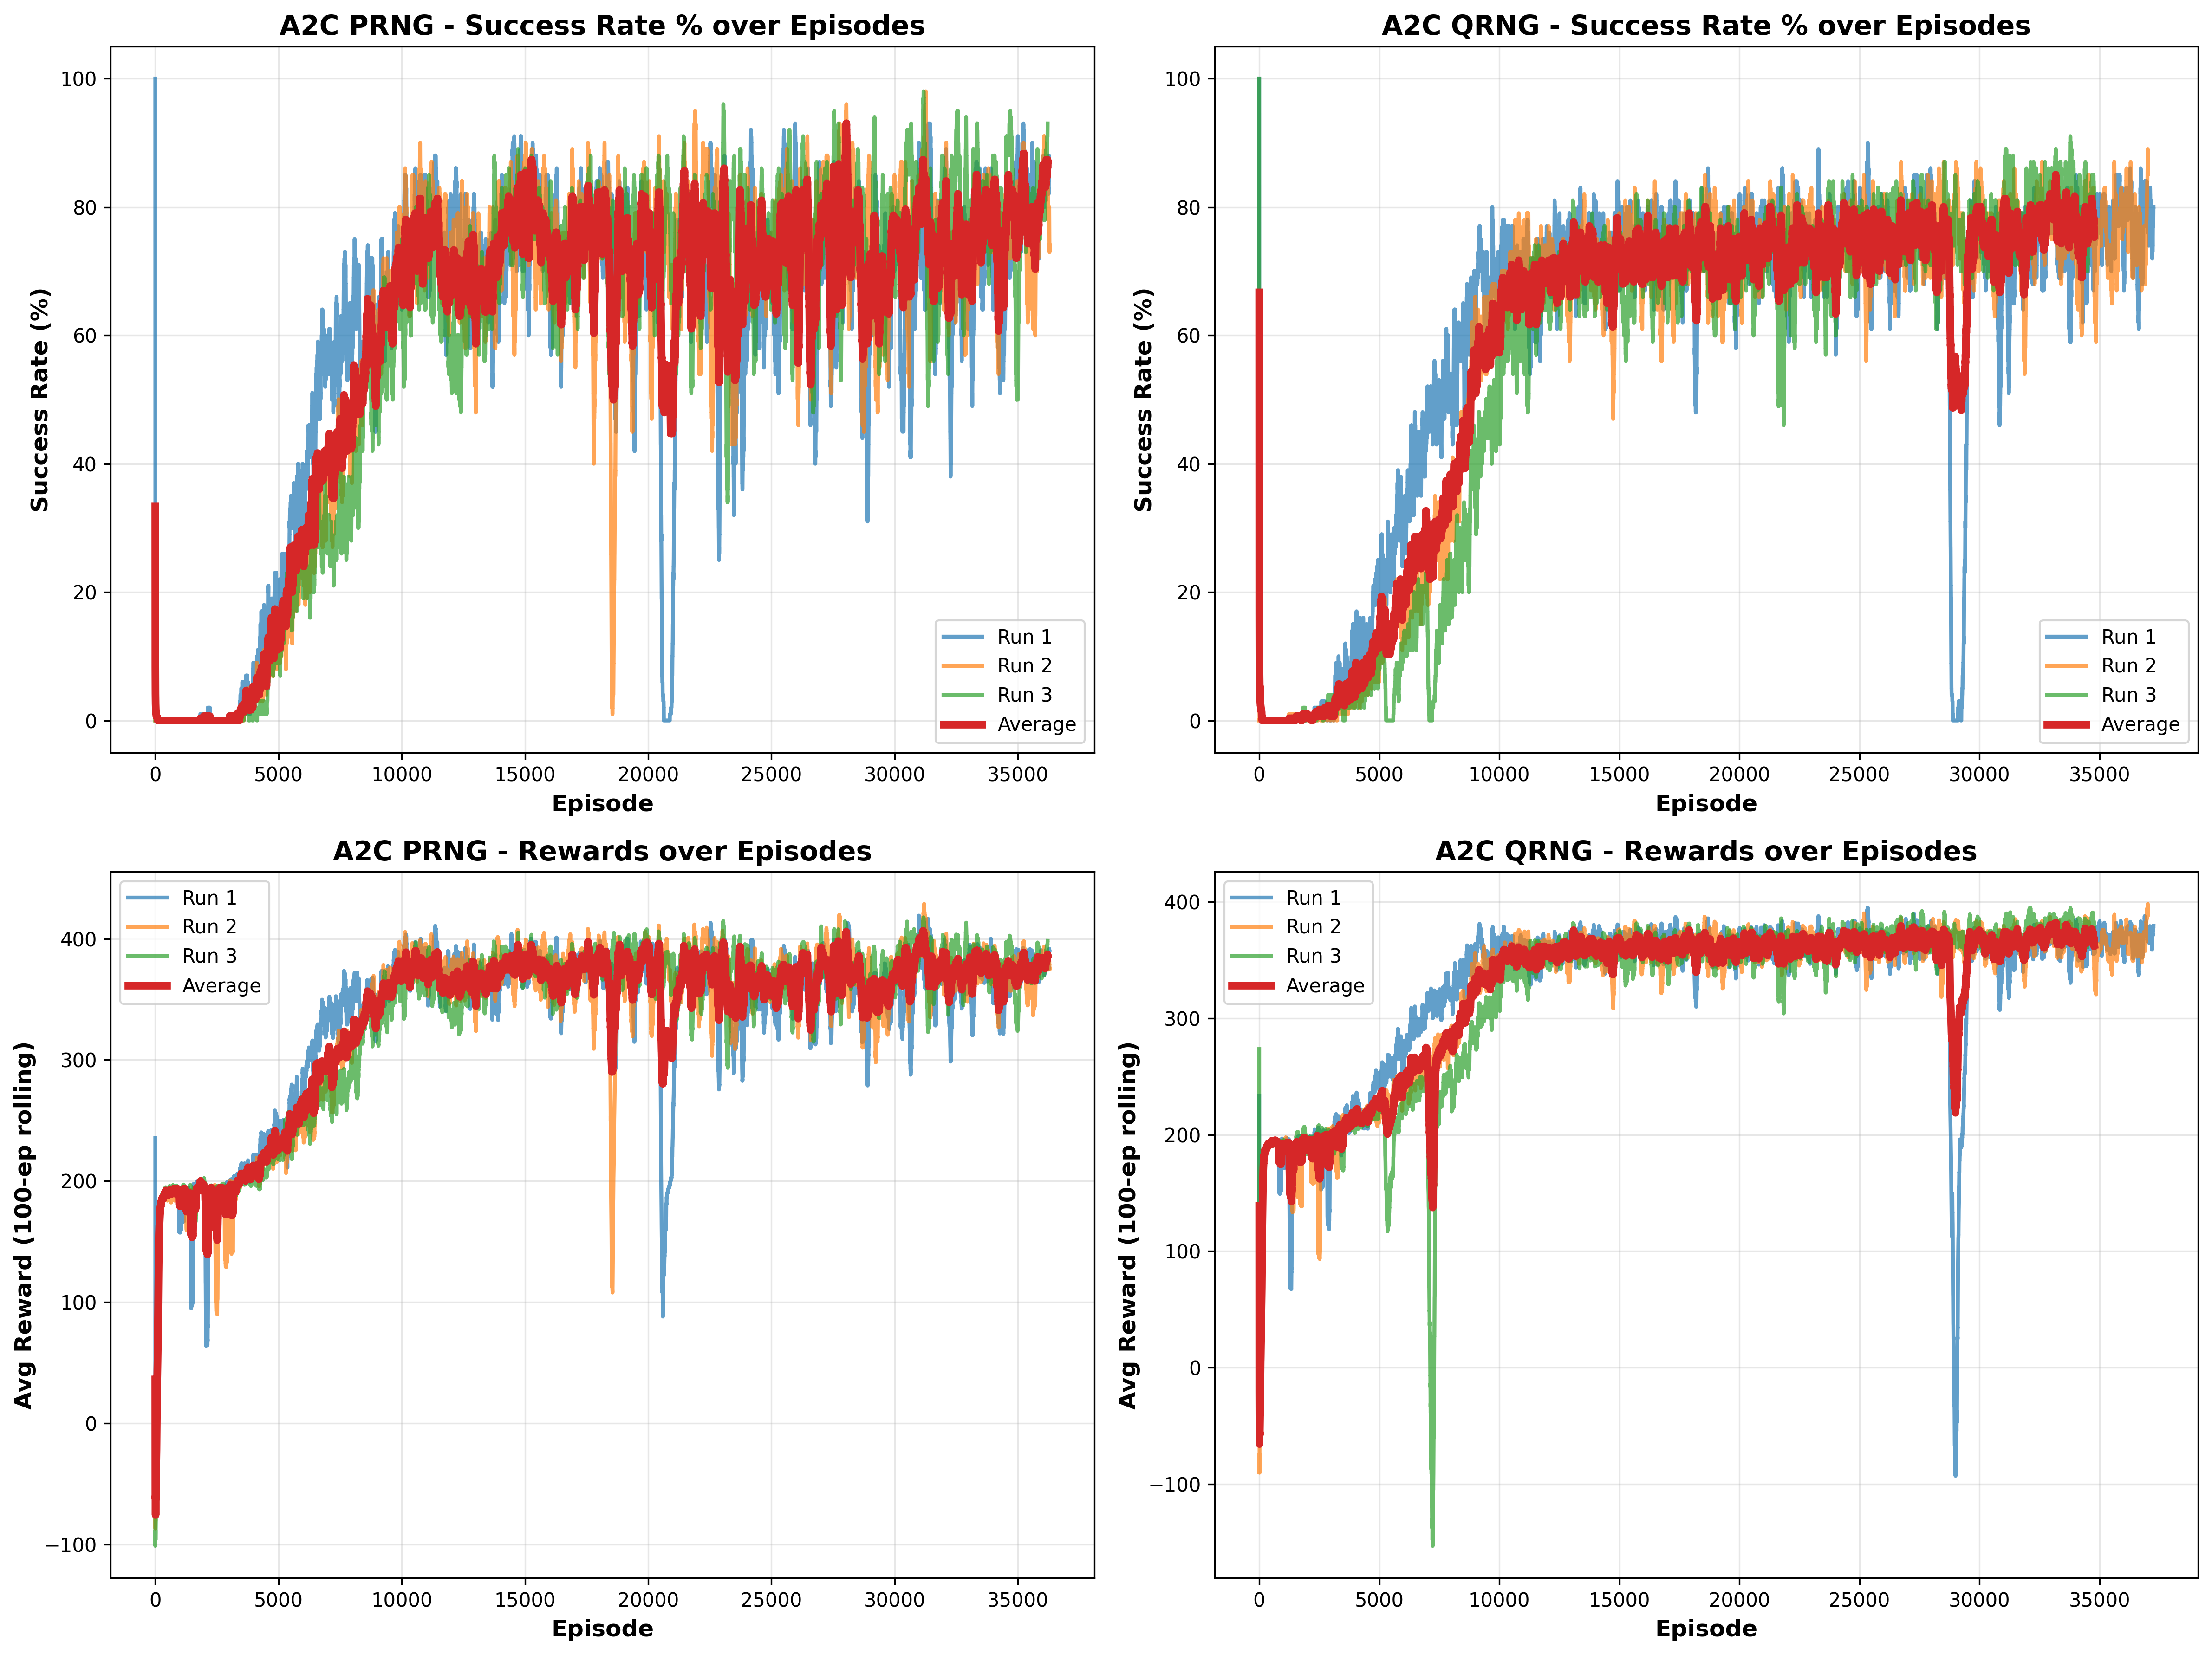 A2C PRNG - Success Rate % over Episodes
100
80
60
40
20
0
Success Rate (%)
Run 1
Run 2
Run 3
Average
0 5000 10000 15000 20000 25000 30000 35000
Episode
A2C QRNG - Success Rate % over Episodes
100
80
60
40
20
0
Success Rate (%)
Run 1
Run 2
Run 3
Average
0 5000 10000 15000 20000 25000 30000 35000
Episode
A2C PRNG - Rewards over Episodes
Run 1
Run 2
Run 3
Average
400
300
200
100
0
−100
Avg Reward (100-ep rolling)
0 5000 10000 15000 20000 25000 30000 35000
Episode
A2C QRNG - Rewards over Episodes
Run 1
Run 2
Run 3
Average
400
300
200
100
0
−100
Avg Reward (100-ep rolling)
0 5000 10000 15000 20000 25000 30000 35000
Episode